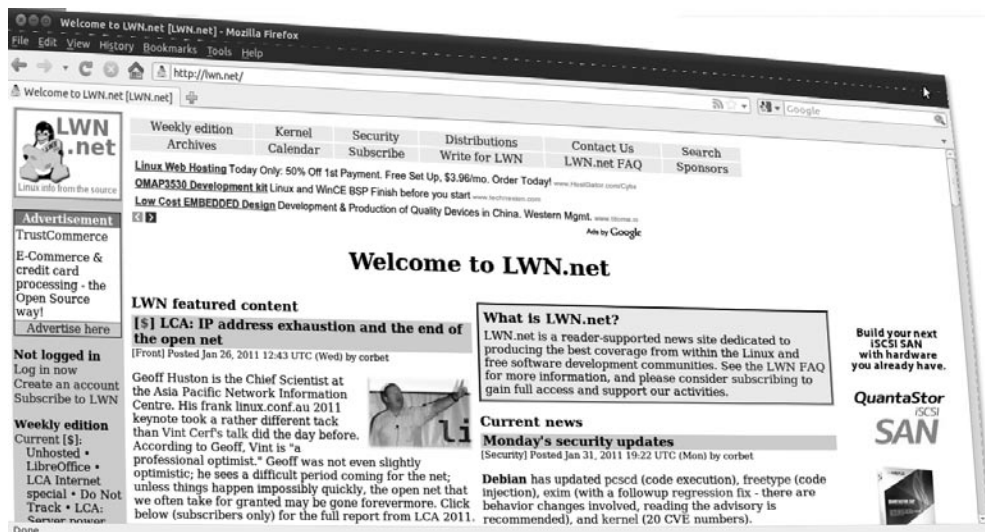 Welcome to LWN.net [LWN.net] - Mozilla Firefox
File Edit View History Bookmarks Tools Help
http://lwn.net/
Google
Welcome to LWN.net [LWN.net]
LWN
.net
Linux info from the source
Weekly edition Kernel Security Distributions Contact Us Search
Archives Calendar Subscribe Write for LWN LWN.net FAQ Sponsors
Linux Web Hosting Today Only: 50% Off 1st Payment. Free Set Up, $3.96/mo. Order Today! www.HostGator.com/Cybx
OMAP3530 Development kit Linux and WinCE BSP Finish before you start www.technexion.com
Low Cost EMBEDDED Design Development & Production of Quality Devices in China. Western Mgmt.
Ads by Google
Advertisement
TrustCommerce
E-Commerce &
credit card
processing - the
Open Source
way!
Advertise here
Not logged in
Log in now
Create an account
Subscribe to LWN
Weekly edition
Current [$]:
Unhosted •
LibreOffice •
LCA Internet
special • Do Not
Track • LCA:
Server power
Welcome to LWN.net
LWN featured content
[$] LCA: IP address exhaustion and the end of
the open net
[Front] Posted Jan 26, 2011 12:43 UTC (Wed) by corbet
Geoff Huston is the Chief Scientist at
the Asia Pacific Network Information
Centre. His frank linux.conf.au 2011
keynote took a rather different tack
than Vint Cerf's talk did the day before.
According to Geoff, Vint is "a
professional optimist." Geoff was not even slightly
optimistic; he sees a difficult period coming for the net;
unless things happen impossibly quickly, the open net that
we often take for granted may be gone forevermore. Click
below (subscribers only) for the full report from LCA 2011.
li
What is LWN.net?
LWN.net is a reader-supported news site dedicated to
producing the best coverage from within the Linux and
free software development communities. See the LWN FAQ
for more information, and please consider subscribing to
gain full access and support our activities.
Current news
Monday's security updates
[Security] Posted Jan 31, 2011 19:22 UTC (Mon) by corbet
Debian has updated pcscd (code execution), freetype (code
injection), exim (with a followup regression fix - there are
behavior changes involved, reading the advisory is
recommended), and kernel (20 CVE numbers).
Build your next
iSCSI SAN
with hardware
you already have.
QuantaStor
iSCSI
SAN
Done